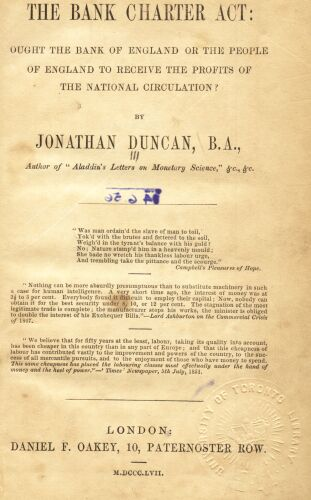 THE BANK CHARTER ACT:
OUGHT THE BANK OF ENGLAND OR THE PEOPLE
OF ENGLAND TO RECEIVE THE PROFITS OF
THE NATIONAL CIRCULATION?
BY
JONATHAN DUNCAN, B.A.,
Author of "Aladdin's Letters on Monetary Science," &c., &c.
"Was man ordain'd the slave of man to toil,
Yok'd with the brutes and fettered to the soil,
Weigh'd in the tyrant's balance with his gold?
No; Nature stamp'd him in a heavenly mould;
She bade no wretch his thankless labour urge,
And trembling take the pittance and the scourge."
Campbell's Pleasures of Hope.
"Nothing can be more absurdly presumptuous than to substitute machinery in such
a case for human intelligence. A very short time ago, the interest of money was at
2½ to 3 per cent. Everybody found it difficult to employ their capital; Now, nobody can
obtain it for the best security under 8, 10, or 12 per cent. The stagnation of the most
legitimate trade is complete; the manufacturer stops his works, the minister is obliged
to double the interest of his Exchequer Bills."—Lord Ashburton on the Commercial Crisis
of 1847.
"We believe that for fifty years at the least, labour, taking its quality into account,
has been cheaper in this country than in any part of Europe; and that this cheapness of
labour has contributed vastly to the improvement and powers of the country, to the suc-
cess of all mercantile pursuits, and to the enjoyment of those who have money to spend.
This same cheapness has placed the labouring classes most effectually under the hand of
money and the heel of power."—'Times' Newspaper, 5th July, 1851.
LONDON:
DANIEL F. OAKEY, 10, PATERNOSTER ROW.
M.DCCC.LVII.